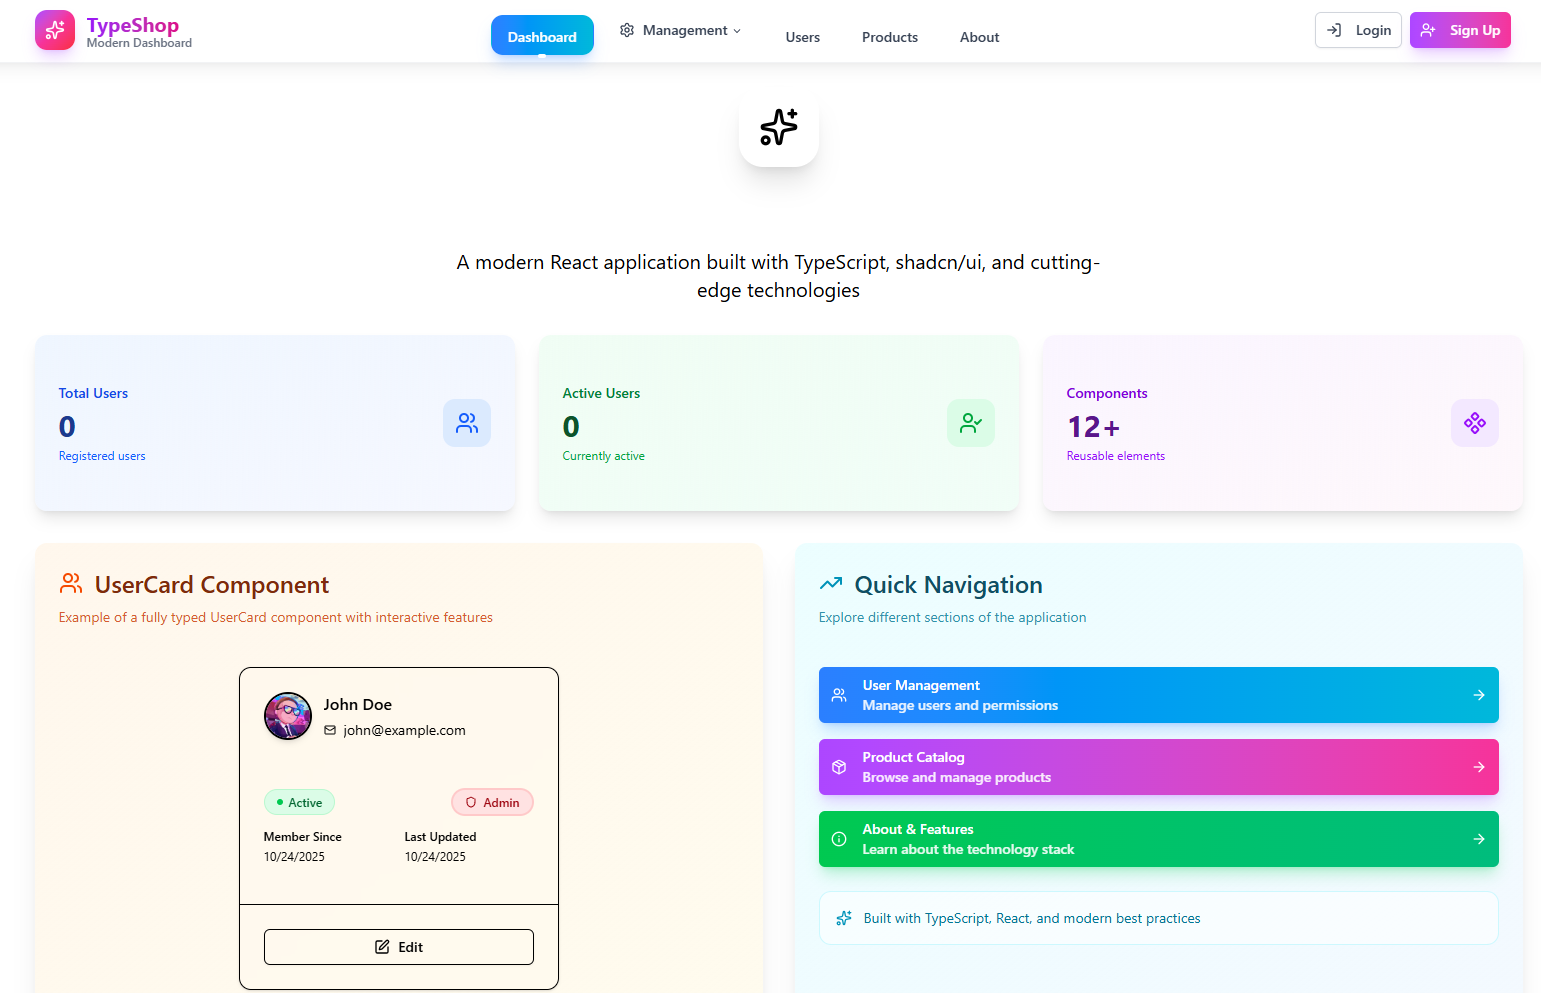 TypeShop
Modern Dashboard
Dashboard
Management
Users
Products
About
Login
Sign Up
A modern React application built with TypeScript, shadcn/ui, and cutting-
edge technologies
Total Users
0
Registered users
Active Users
0
Currently active
Components
12+
Reusable elements
UserCard Component
Example of a fully typed UserCard component with interactive features
John Doe
john@example.com
Active
Admin
Member Since
10/24/2025
Last Updated
10/24/2025
Edit
Quick Navigation
Explore different sections of the application
User Management
Manage users and permissions
Product Catalog
Browse and manage products
About & Features
Learn about the technology stack
Built with TypeScript, React, and modern best practices